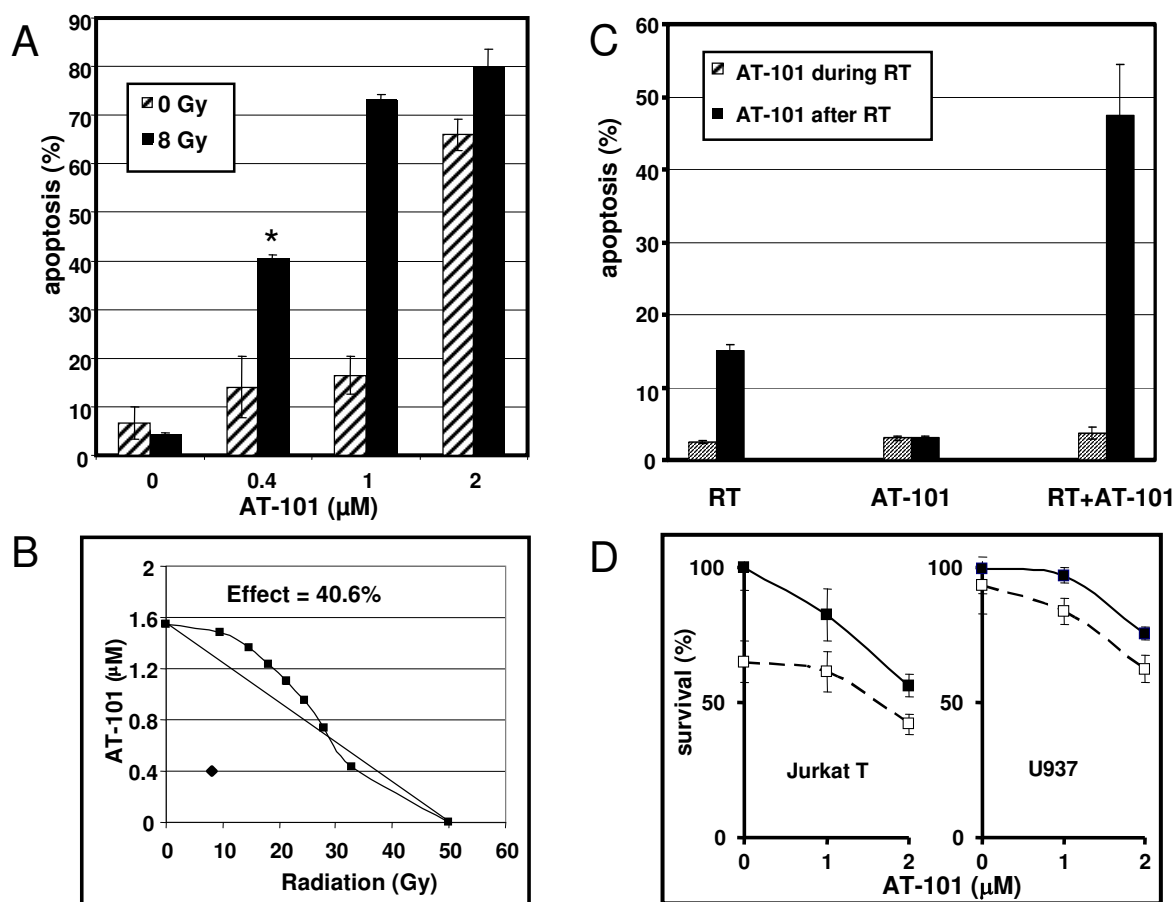 A
90
80
70
60
50
40
30
20
10
0
apoptosis (%)
0 Gy
8 Gy
*
0 0.4 1 2
AT-101 (µM)
C
60
50
40
30
20
10
0
apoptosis (%)
AT-101 during RT
AT-101 after RT
RT AT-101 RT+AT-101
B
Effect = 40.6%
2
1.6
1.2
0.8
0.4
0
AT-101 (µM)
0 10 20 30 40 50 60
Radiation (Gy)
D
survival (%)
100
50
0
Jurkat T
0 1 2
100
50
0
U937
0 1 2
AT-101 (µM)